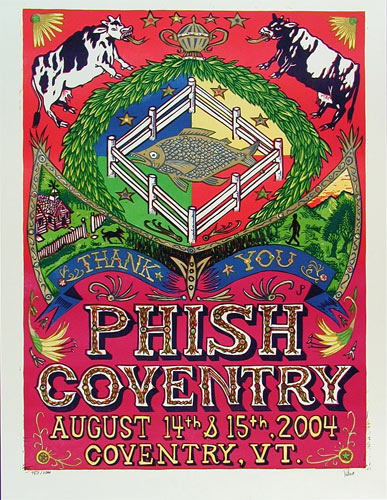 THANK YOU
PHISH
COVENTRY
AUGUST 14th & 15th, 2004
COVENTRY, VT.